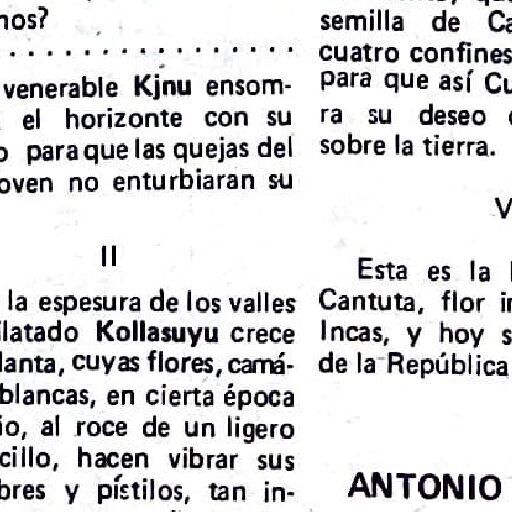 nos?
venerable Kjnu ensom-
el horizonte con su
para que las quejas del
oven no enturbiaran su
II
la espesura de los valles
ilatado Kollasuyu crece
lanta, cuyas flores, camá-
blancas, en cierta época
io, al roce de un ligero
cillo, hacen vibrar sus
bres y pístilos, tan in-
semilla de Ca
cuatro confines
para que así Cu
ra su deseo
sobre la tierra.
V
Esta es la
Cantuta, flor in
Incas, y hoy s
de la República
ANTONIO